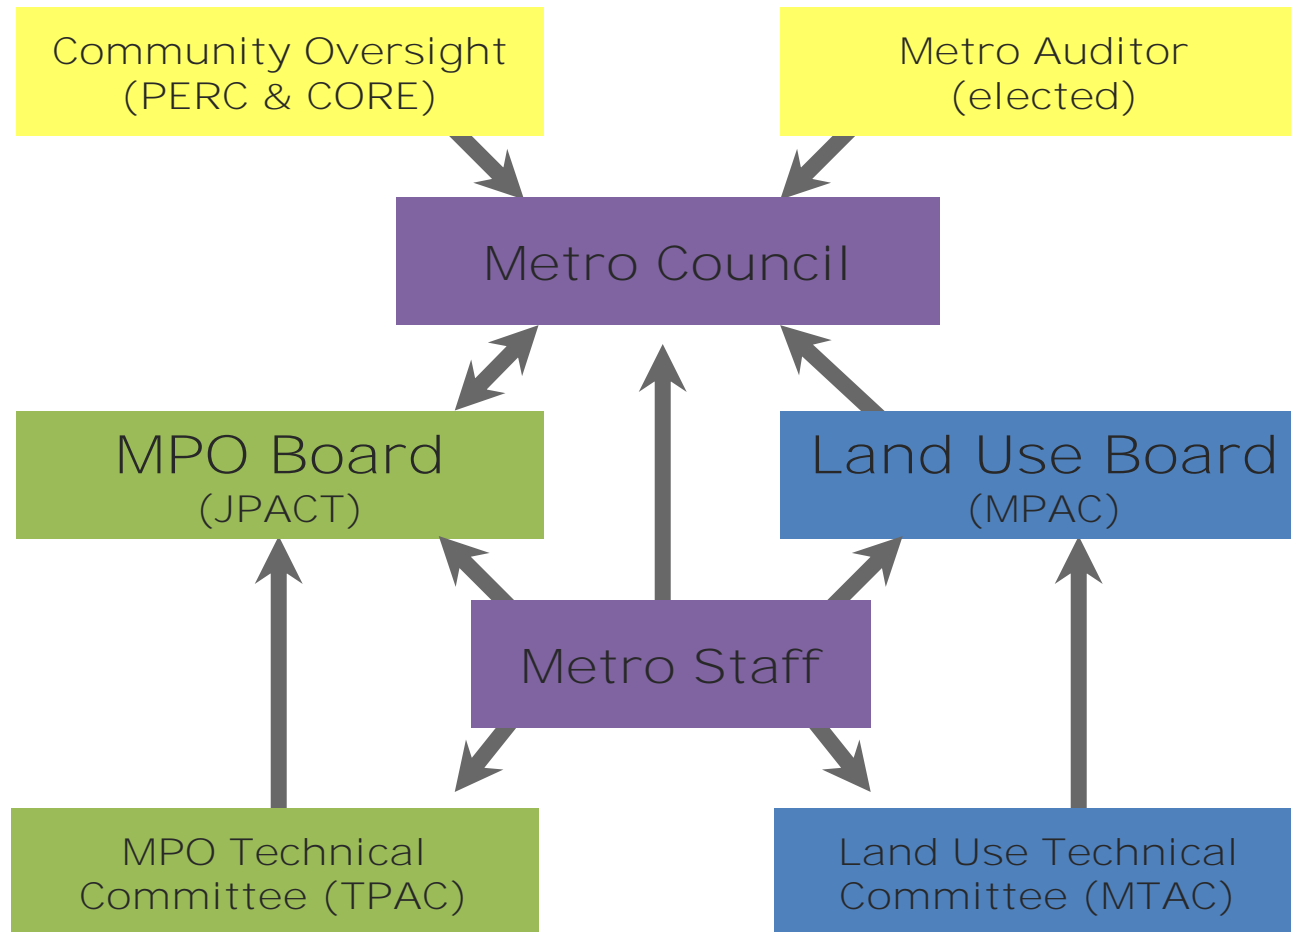 Community Oversight
(PERC & CORE)
Metro Auditor
(elected)
Metro Council
MPO Board
(JPACT)
Land Use Board
(MPAC)
Metro Staff
MPO Technical
Committee (TPAC)
Land Use Technical
Committee (MTAC)